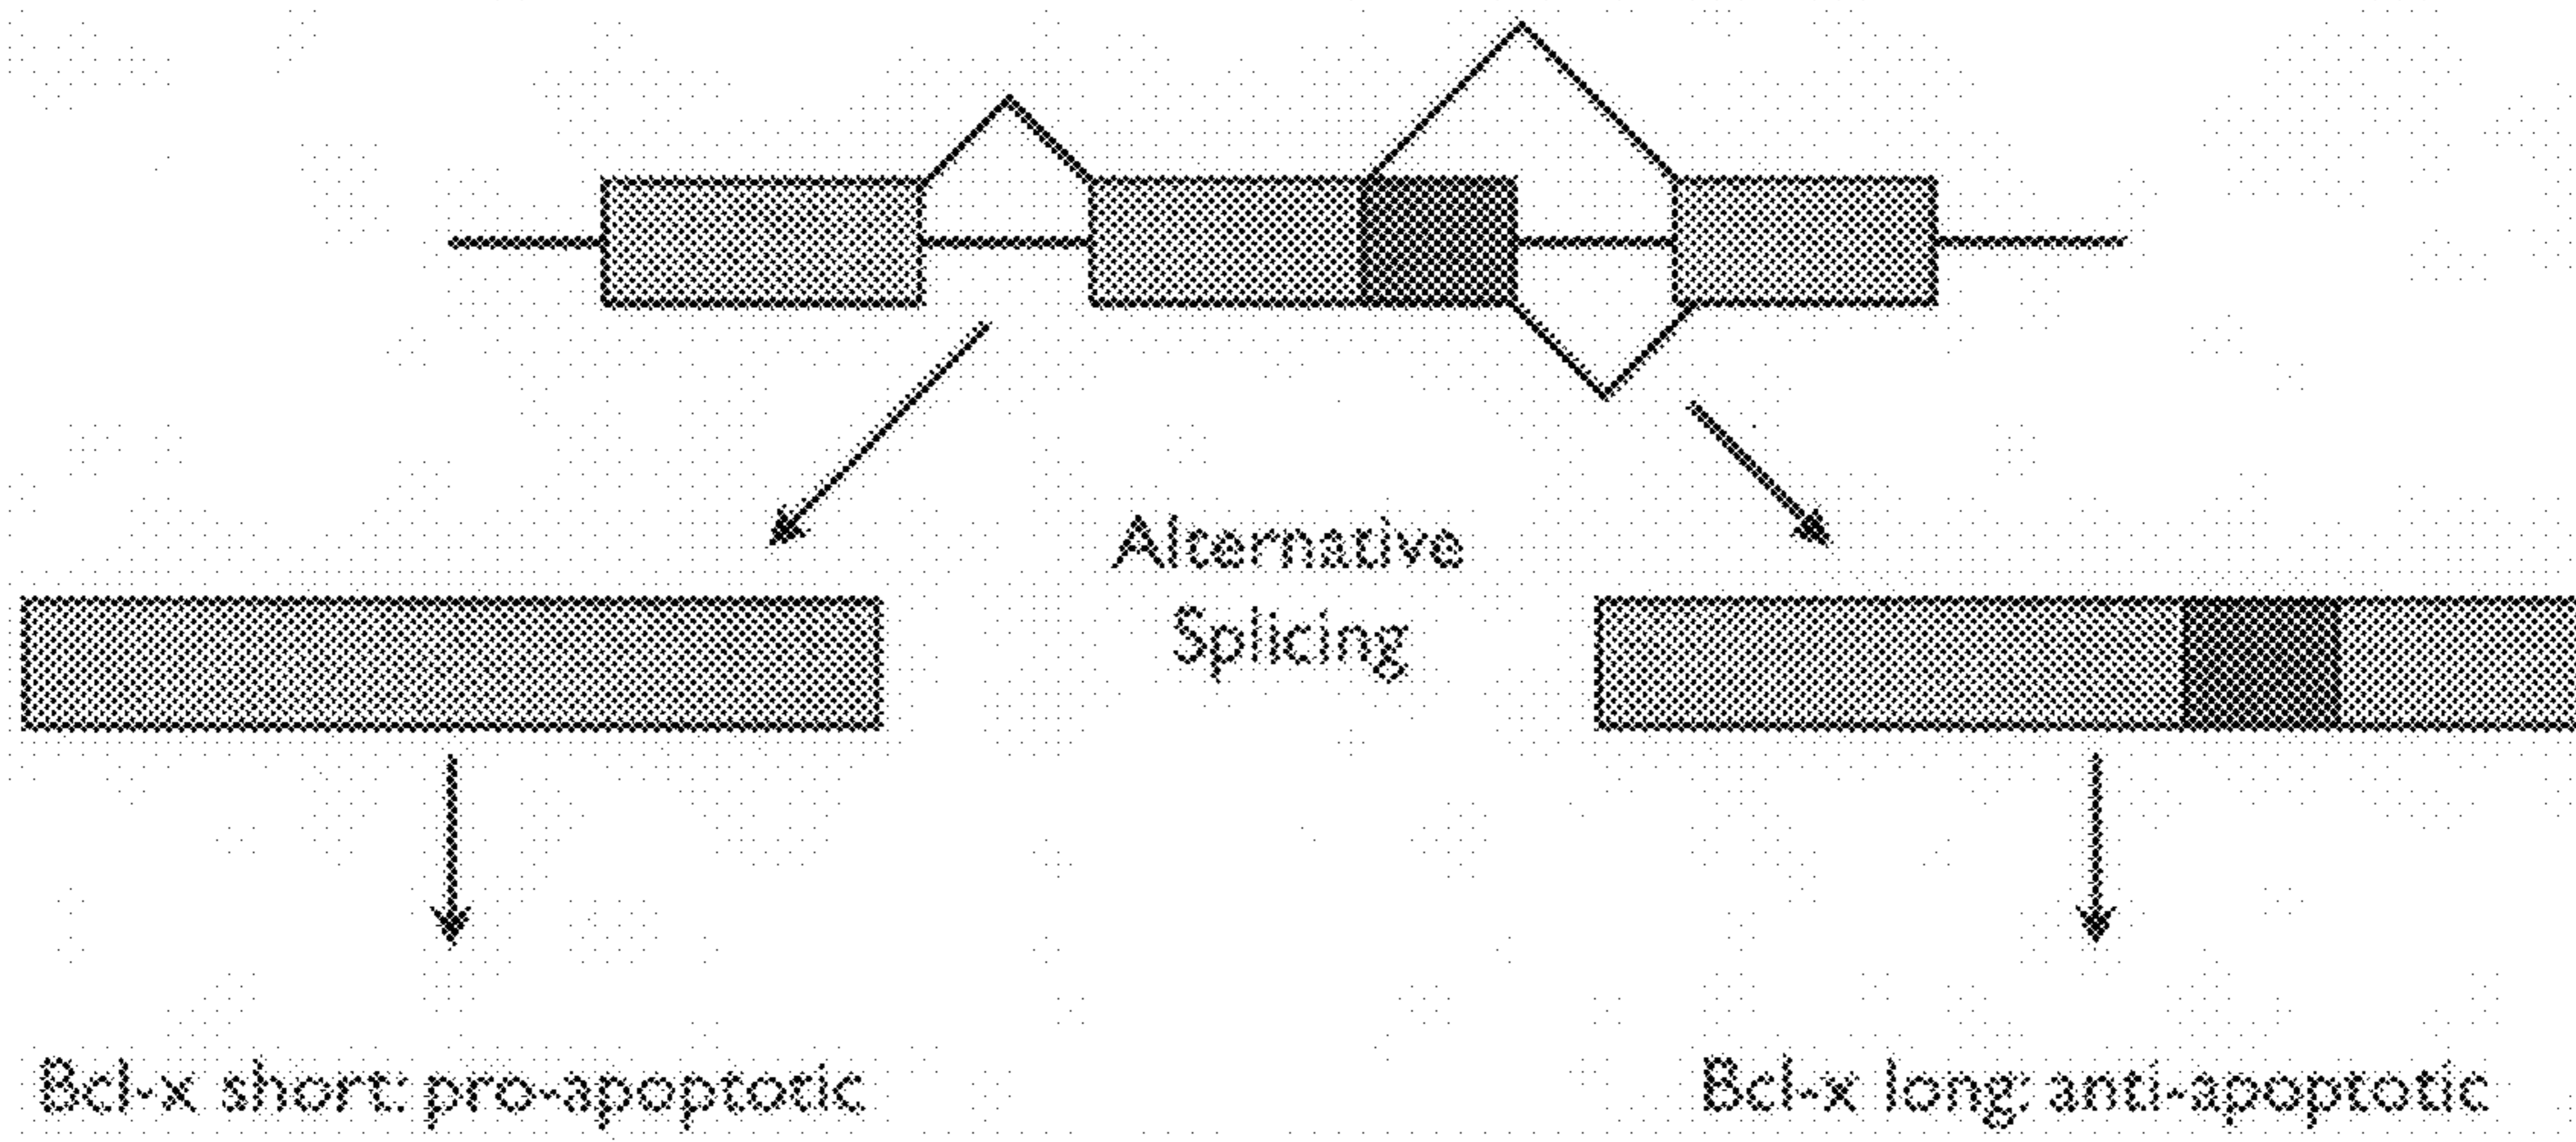 Alternative
Splicing
Bcl-x short: pro-apoptotic
Bcl-x long: anti-apoptotic